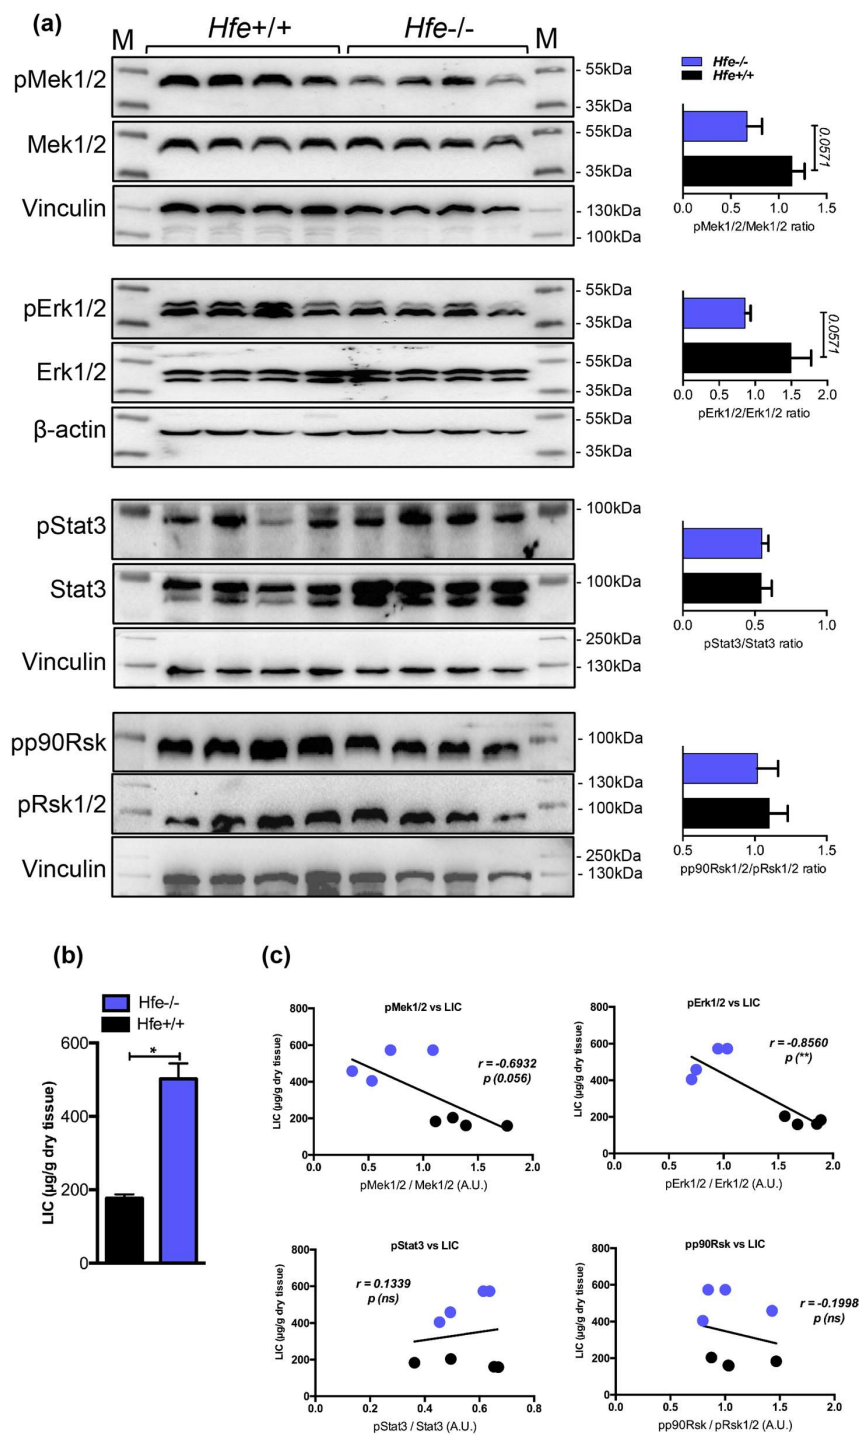 (a)
M Hfe+/+ Hfe-/- M
pMek1/2
- 55kDa
- 35kDa
Mek1/2
- 55kDa
- 35kDa
Vinculin
- 130kDa
- 100kDa
Hfe-/-
Hfe+/+
0.0571
0.0 0.5 1.0 1.5
pMek1/2/Mek1/2 ratio
pErk1/2
- 55kDa
- 35kDa
Erk1/2
- 55kDa
- 35kDa
β-actin
- 55kDa
- 35kDa
0.0571
0.0 0.5 1.0 1.5 2.0
pErk1/2/Erk1/2 ratio
pStat3
- 100kDa
Stat3
- 100kDa
Vinculin
- 250kDa
- 130kDa
0.0 0.5 1.0
pStat3/Stat3 ratio
pp90Rsk
- 100kDa
pRsk1/2
- 130kDa
- 100kDa
Vinculin
- 250kDa
- 130kDa
0.5 1.0 1.5
pp90Rsk1/2/pRsk1/2 ratio
(b)
Hfe-/-
Hfe+/+
LIC (µg/g dry tissue)
600
400
200
0
*
(c)
pMek1/2 vs LIC
LIC (µg/g dry tissue)
800
600
400
200
0
r = -0.6932
p (0.056)
0.0 0.5 1.0 1.5 2.0
pMek1/2 / Mek1/2 (A.U.)
pErk1/2 vs LIC
LIC (µg/g dry tissue)
800
600
400
200
0
r = -0.8560
p (**)
0.0 0.5 1.0 1.5 2.0
pErk1/2 / Erk1/2 (A.U.)
pStat3 vs LIC
LIC (µg/g dry tissue)
800
600
400
200
0
r = 0.1339
p (ns)
0.0 0.2 0.4 0.6 0.8
pStat3 / Stat3 (A.U.)
pp90Rsk vs LIC
LIC (µg/g dry tissue)
800
600
400
200
0
r = -0.1998
p (ns)
0.0 0.5 1.0 1.5 2.0
pp90Rsk / pRsk1/2 (A.U.)